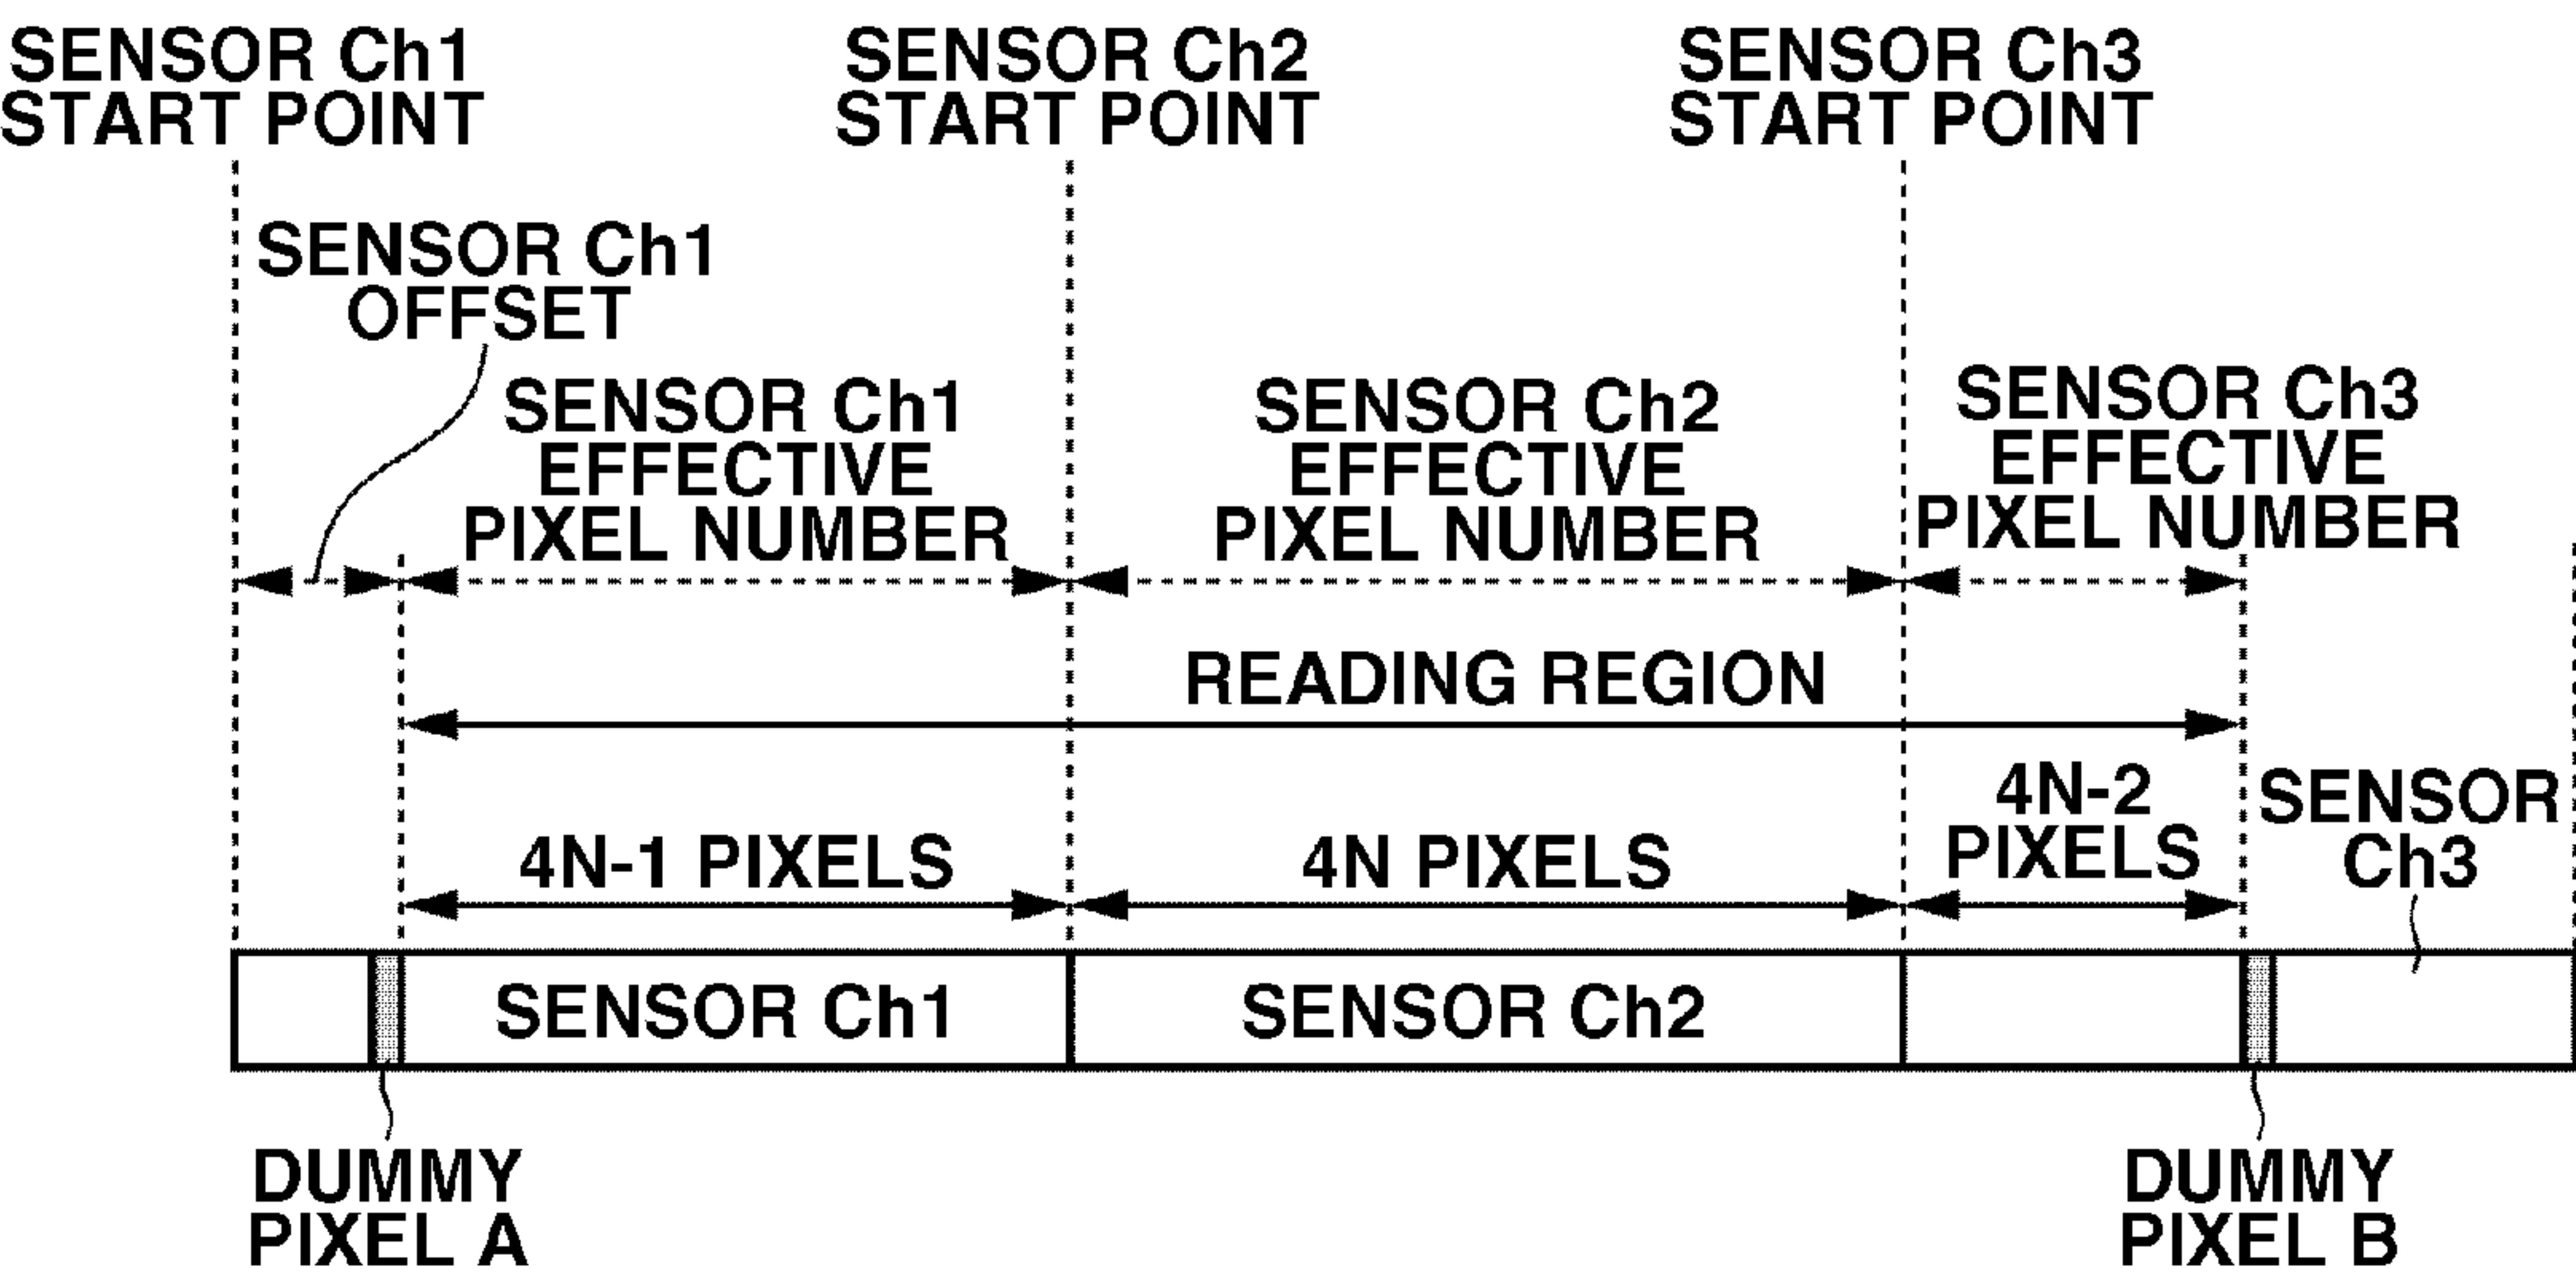 SENSOR Ch1
START POINT
SENSOR Ch2
START POINT
SENSOR Ch3
START POINT
SENSOR Ch1
OFFSET
SENSOR Ch1
EFFECTIVE
PIXEL NUMBER
SENSOR Ch2
EFFECTIVE
PIXEL NUMBER
SENSOR Ch3
EFFECTIVE
PIXEL NUMBER
READING REGION
4N-1 PIXELS
4N PIXELS
4N-2
PIXELS
SENSOR
Ch3
SENSOR Ch1
SENSOR Ch2
DUMMY
PIXEL A
DUMMY
PIXEL B